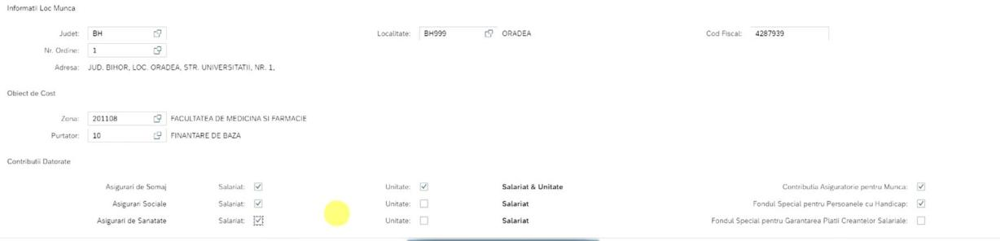 Informatii Loc Munca
Judet: BH Localitate: BH999 ORADEA Cod Fiscal: 4287939
Nr. Ordine: 1
Adresa: JUD. BIHOR, LOC. ORADEA, STR. UNIVERSITATII, NR. 1,
Obiect de Cost
Zona: 201108 FACULTATEA DE MEDICINA SI FARMACIE
Purtator: 10 FINANTARE DE BAZA
Contributii Datorate
Asigurari de Somaj Salariat: Unitate: Salariat & Unitate Contributia Asiguratorie pentru Munca:
Asigurari Sociale Salariat: Unitate: Salariat Fondul Special pentru Persoanele cu Handicap:
Asigurari de Sanatate Salariat: Unitate: Salariat Fondul Special pentru Garantarea Platii Creantelor Salariale: